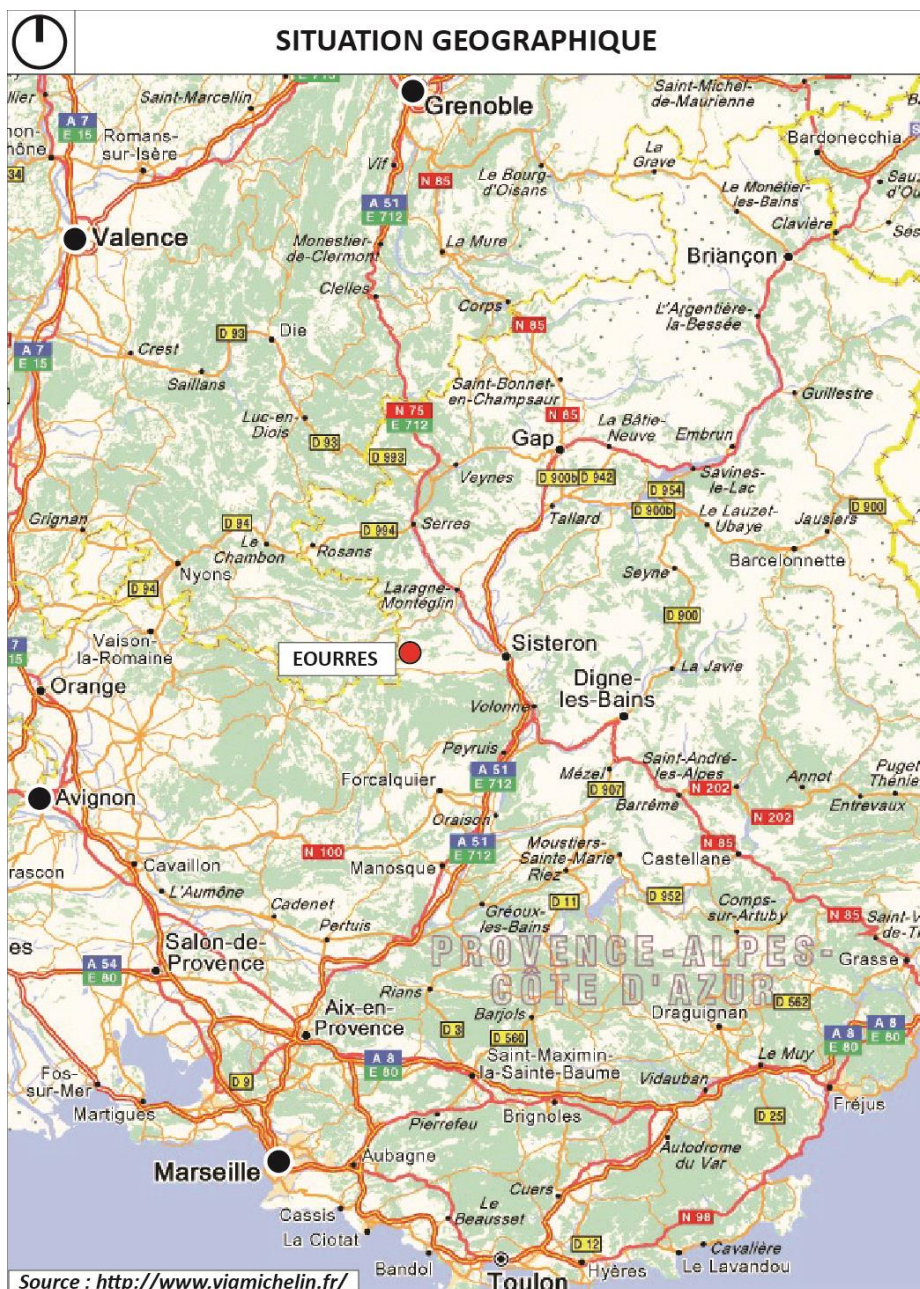 SITUATION GEOGRAPHIQUE
Grenoble
Saint-Michel-
de-Maurienne
Saint-Marcellin
A 7
E 15
Romans-
sur-Isère
Bardonecchia
Vif
N 85
Le Bourg-
d'Oisans
La
Grave
Le Monêtier-
les-Bains
A 51
E 712
Valence
Monestier-
de-Clermont
La Mure
Clavière
Briançon
Clelles
Corps
L'Argentière-
la-Bessée
D 93
Die
N 85
A 7
E 15
Crest
Saillans
Saint-Bonnet-
en-Champsaur
Guillestre
N 75
E 712
N 85
Luc-en-
Diois
D 93
Gap
La Bâtie-
Neuve
Embrun
D 993
Veynes
D 900b
D 942
D 954
Savines-
le-Lac
Grignan
D 94
Le
Chambon
Rosans
D 994
Serres
Tallard
D 900b
Le Lauzet-
Ubaye
Jausiers
D 900
Nyons
Barcelonnette
D 94
Laragne-
Montéglin
Seyne
D 900
Vaison-
la-Romaine
EOURRES
Sisteron
La Javie
Orange
Digne-
les-Bains
Volonne
Peyruis
Saint-André-
les-Alpes
Puget
Thénie
A 51
E 712
Mézel
D 907
Annot
Avignon
Forcalquier
Barrême
N 202
Entrevaux
Oraison
N 202
A 51
E 712
Moustiers-
Sainte-Marie
N 85
N 100
Castellane
rascon
Cavaillon
Manosque
Riez
L'Aumône
D 952
Cadenet
Gréoux-
les-Bains
D 11
Comps-
sur-Artuby
N 85
Pertuis
Salon-de-
Provence
PROVENCE-ALPES-
CÔTE D'AZUR
Grasse
A 54
E 80
Rians
Barjols
D 562
Aix-en-
Provence
D 3
D 560
Draguignan
A 8
E 80
A 8
E 80
A 8
E 80
Saint-Maximin-
la-Sainte-Baume
Le Muy
Fos-
sur-Mer
D 9
Vidauban
Martigues
Pierrefeu
Brignoles
Fréjus
D 25
Autodrome
du Var
Marseille
Aubagne
Cuers
Le
Beausset
Cassis
N 98
La Ciotat
D 12
Cavalière
Bandol
Toulon
Hyères
Le Lavandou
Source : http://www.viamichelin.fr/